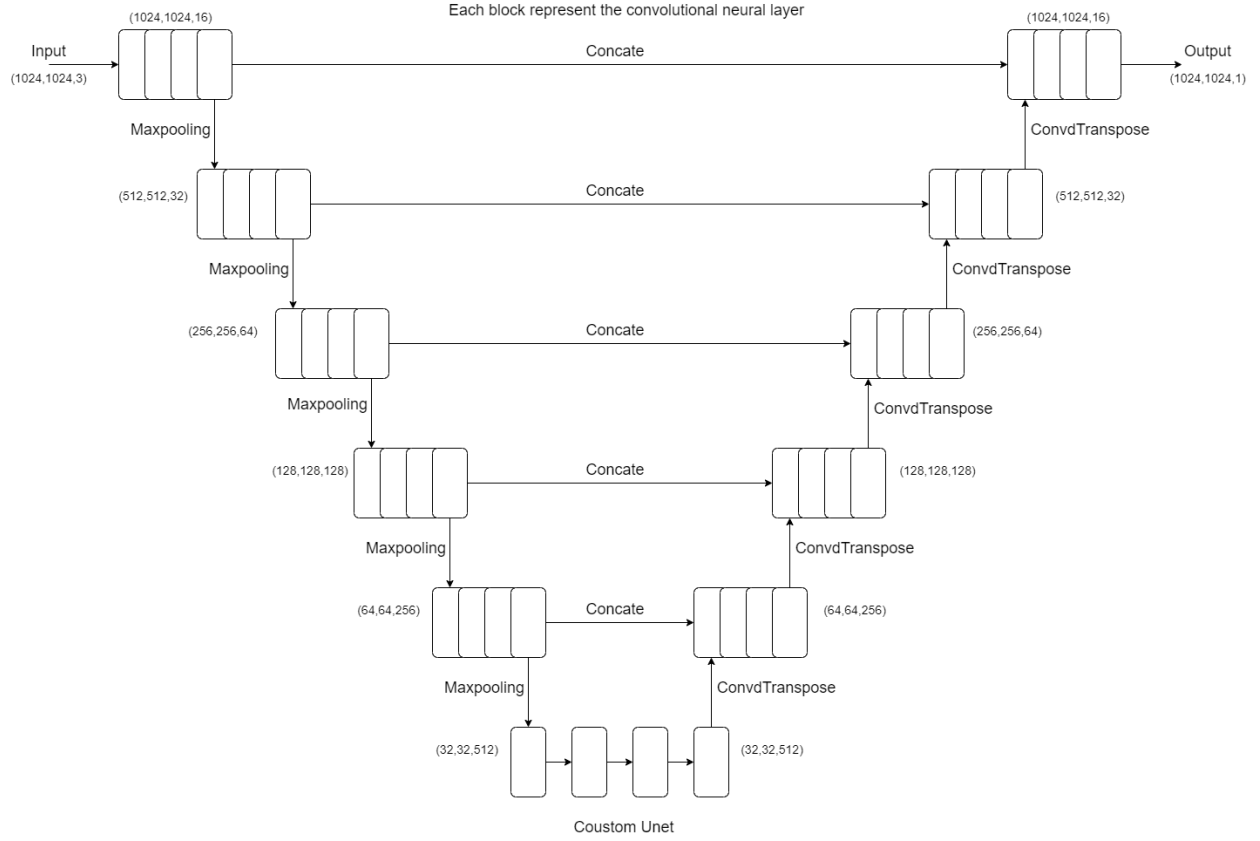 Each block represent the convolutional neural layer
(1024,1024,16)
(1024,1024,16)
Input
Concate
Output
(1024,1024,3)
(1024,1024,1)
Maxpooling
ConvdTranspose
(512,512,32)
Concate
(512,512,32)
Maxpooling
ConvdTranspose
(256,256,64)
Concate
(256,256,64)
Maxpooling
ConvdTranspose
(128,128,128)
Concate
(128,128,128)
Maxpooling
ConvdTranspose
(64,64,256)
Concate
(64,64,256)
Maxpooling
ConvdTranspose
(32,32,512)
(32,32,512)
Coustom Unet